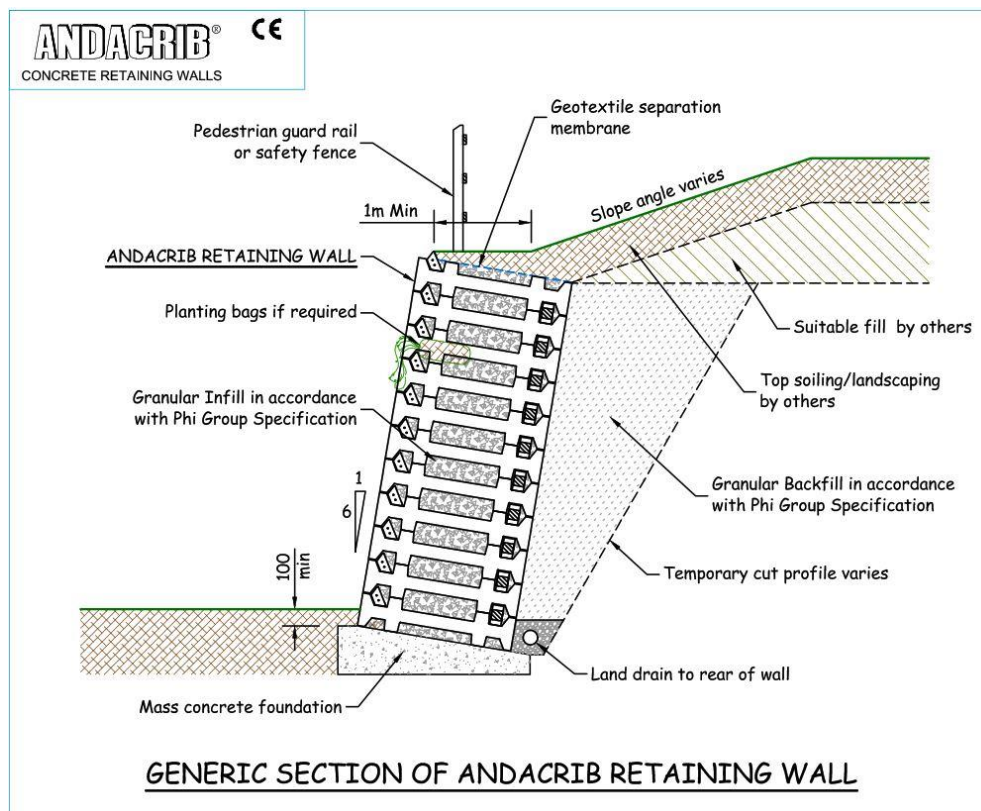 ANDACRIB®
CE
CONCRETE RETAINING WALLS
Geotextile separation
membrane
Pedestrian guard rail
or safety fence
Slope angle varies
1m Min
ANDACRIB RETAINING WALL
Planting bags if required
Suitable fill by others
Top soiling/landscaping
by others
Granular Infill in accordance
with Phi Group Specification
Granular Backfill in accordance
with Phi Group Specification
1
6
100
min
Temporary cut profile varies
Land drain to rear of wall
Mass concrete foundation
GENERIC SECTION OF ANDACRIB RETAINING WALL